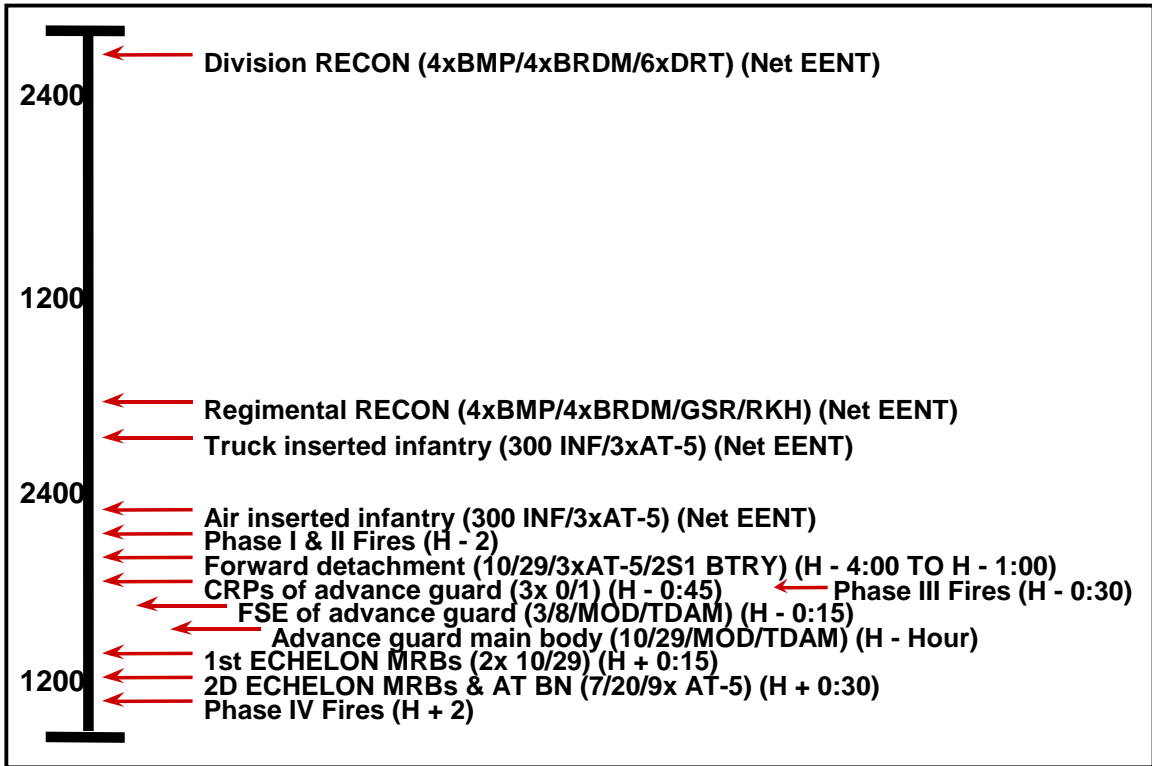 Division RECON (4xBMP/4xBRDM/6xDRT) (Net EENT)
2400
1200
Regimental RECON (4xBMP/4xBRDM/GSR/RKH) (Net EENT)
Truck inserted infantry (300 INF/3xAT-5) (Net EENT)
2400
Air inserted infantry (300 INF/3xAT-5) (Net EENT)
Phase I & II Fires (H - 2)
Forward detachment (10/29/3xAT-5/2S1 BTRY) (H - 4:00 TO H - 1:00)
CRPs of advance guard (3x 0/1) (H - 0:45)
Phase III Fires (H - 0:30)
FSE of advance guard (3/8/MOD/TDAM) (H - 0:15)
Advance guard main body (10/29/MOD/TDAM) (H - Hour)
1st ECHELON MRBs (2x 10/29) (H + 0:15)
1200
2D ECHELON MRBs & AT BN (7/20/9x AT-5) (H + 0:30)
Phase IV Fires (H + 2)